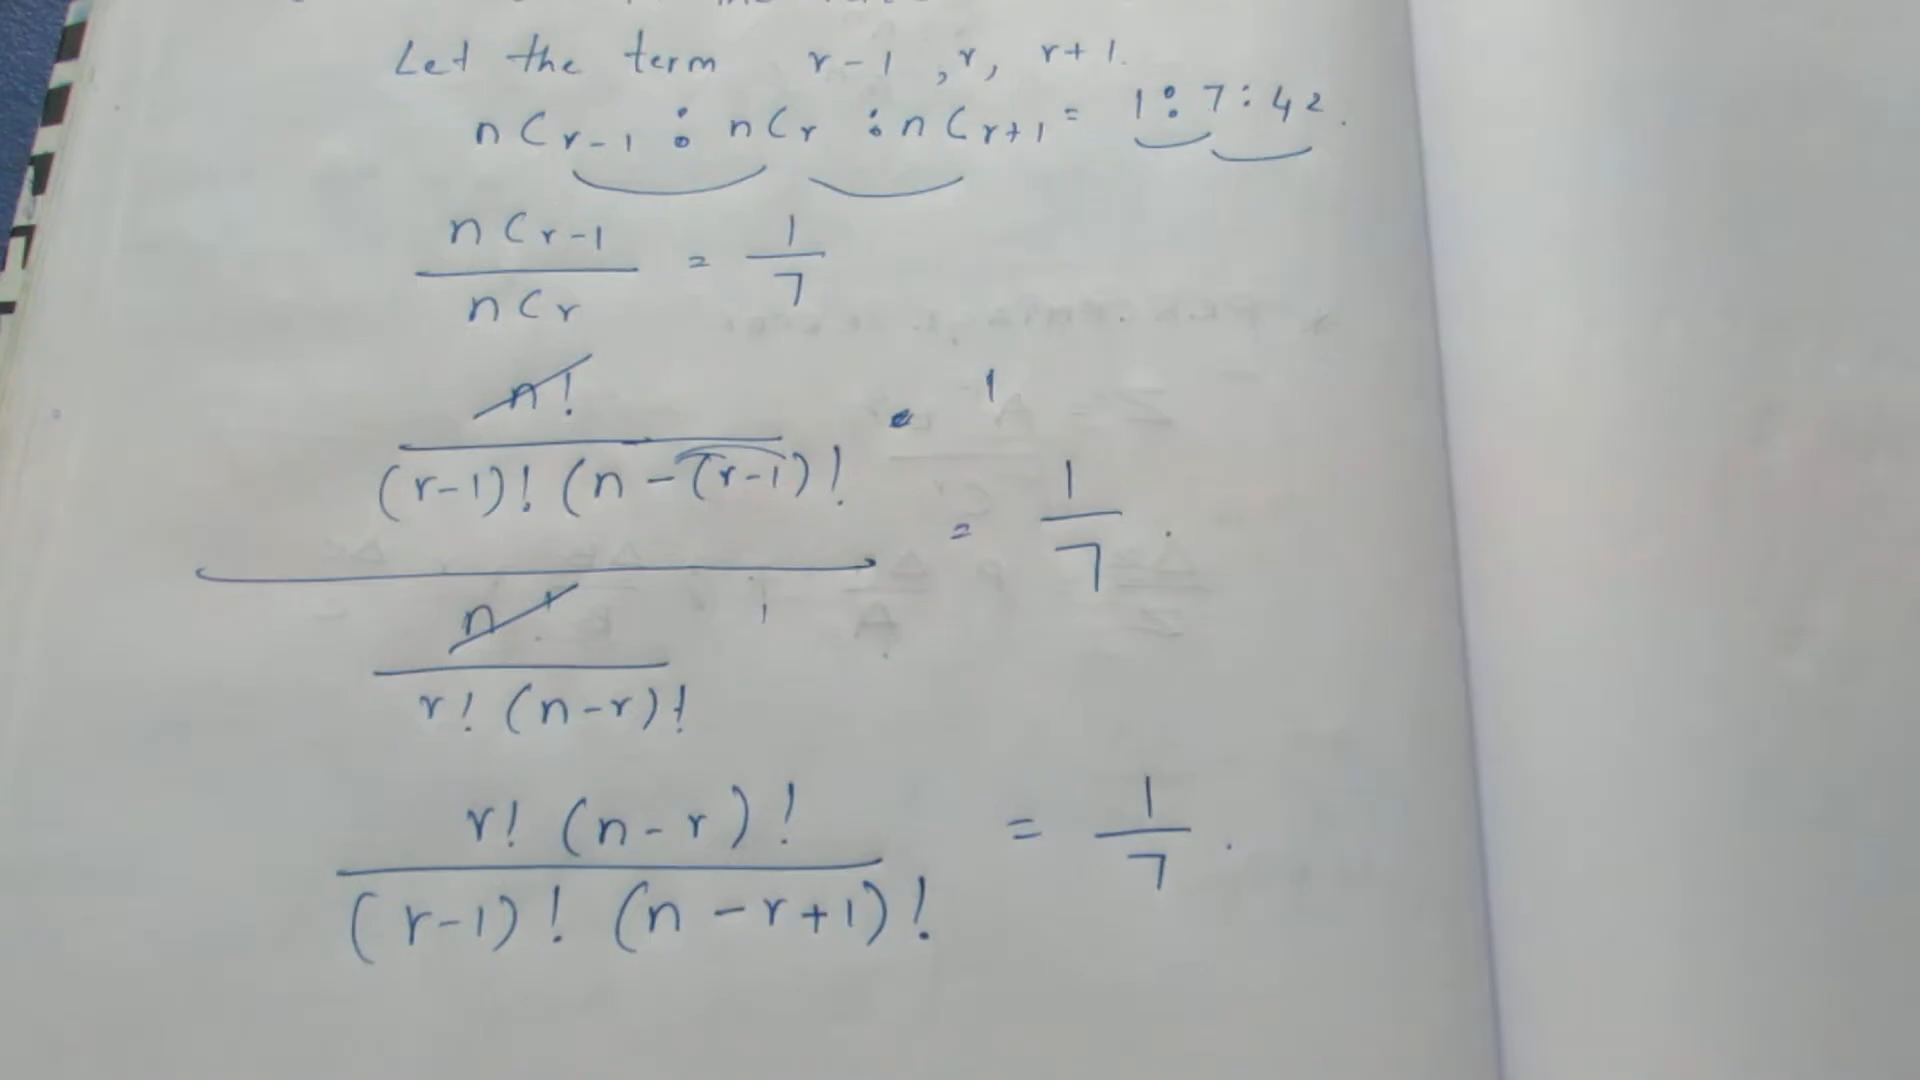 Let the term r-1, r, r+1.
nCr-1 : nCr : nCr+1 = 1:7:42.
nCr-1 = 1
nCr 7
n! 1
(r-1)! (n-(r-1)! = 1
7.
n!
r! (n-r)!
r! (n-r)! = 1
(r-1)! (n-r+1)! 7.